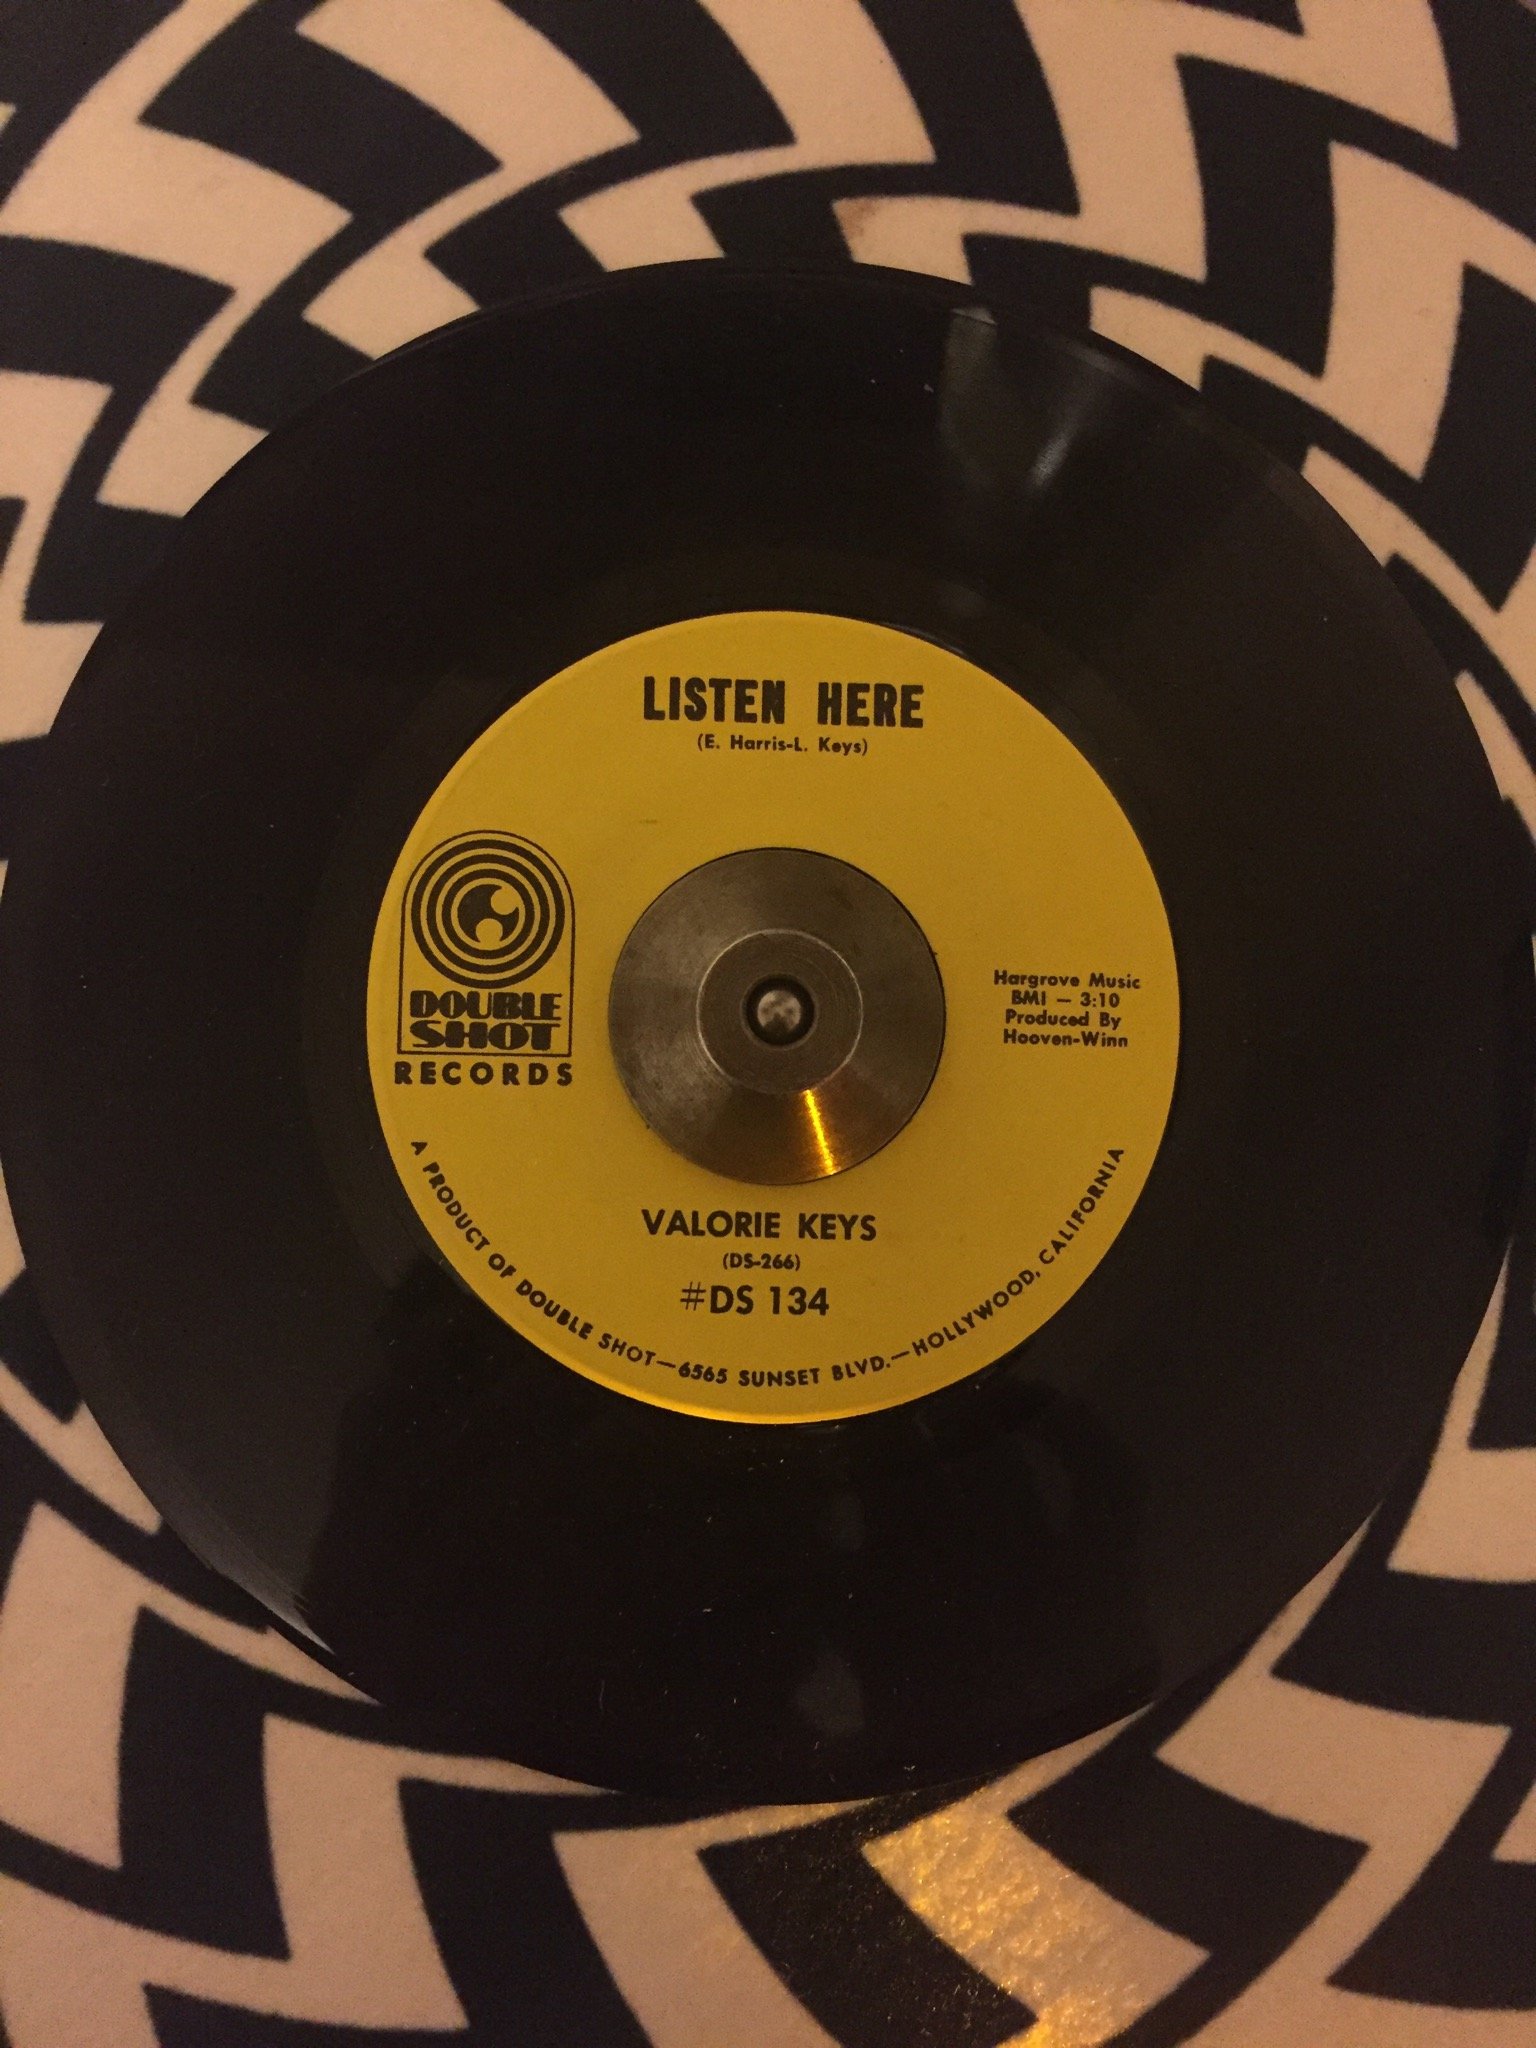 LISTEN HERE
(E. Harris-L. Keys)
DOUBLE
SHOT
RECORDS
Hargrove Music
BMI — 3:10
Produced By
Hooven-Winn
VALORIE KEYS
(DS-266)
#DS 134
A PRODUCT OF DOUBLE SHOT—6565 SUNSET BLVD.—HOLLYWOOD, CALIFORNIA